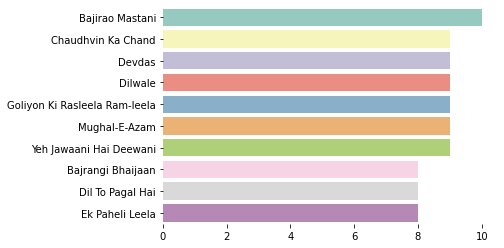 Bajirao Mastani
Chaudhvin Ka Chand
Devdas
Dilwale
Goliyon Ki Rasleela Ram-leela
Mughal-E-Azam
Yeh Jawaani Hai Deewani
Bajrangi Bhaijaan
Dil To Pagal Hai
Ek Paheli Leela
0 2 4 6 8 10